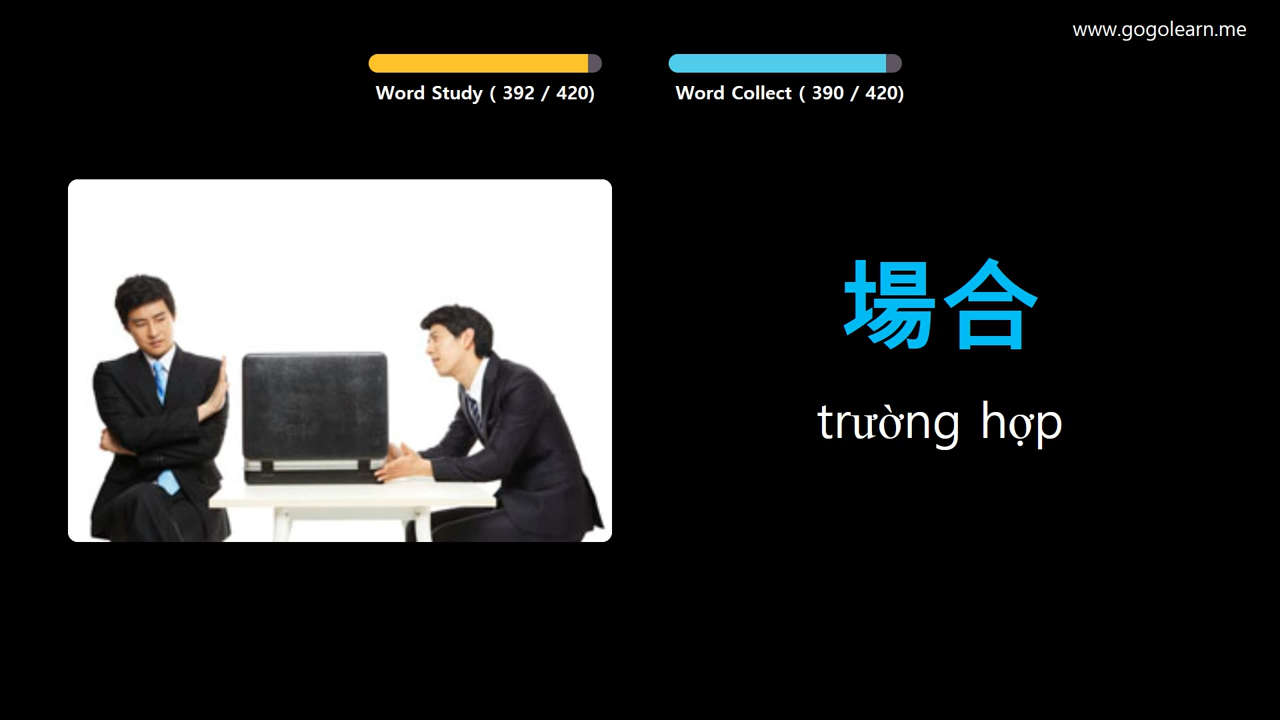 www.gogolearn.me
Word Study ( 392 / 420)
Word Collect ( 390 / 420)
場合
trường hợp